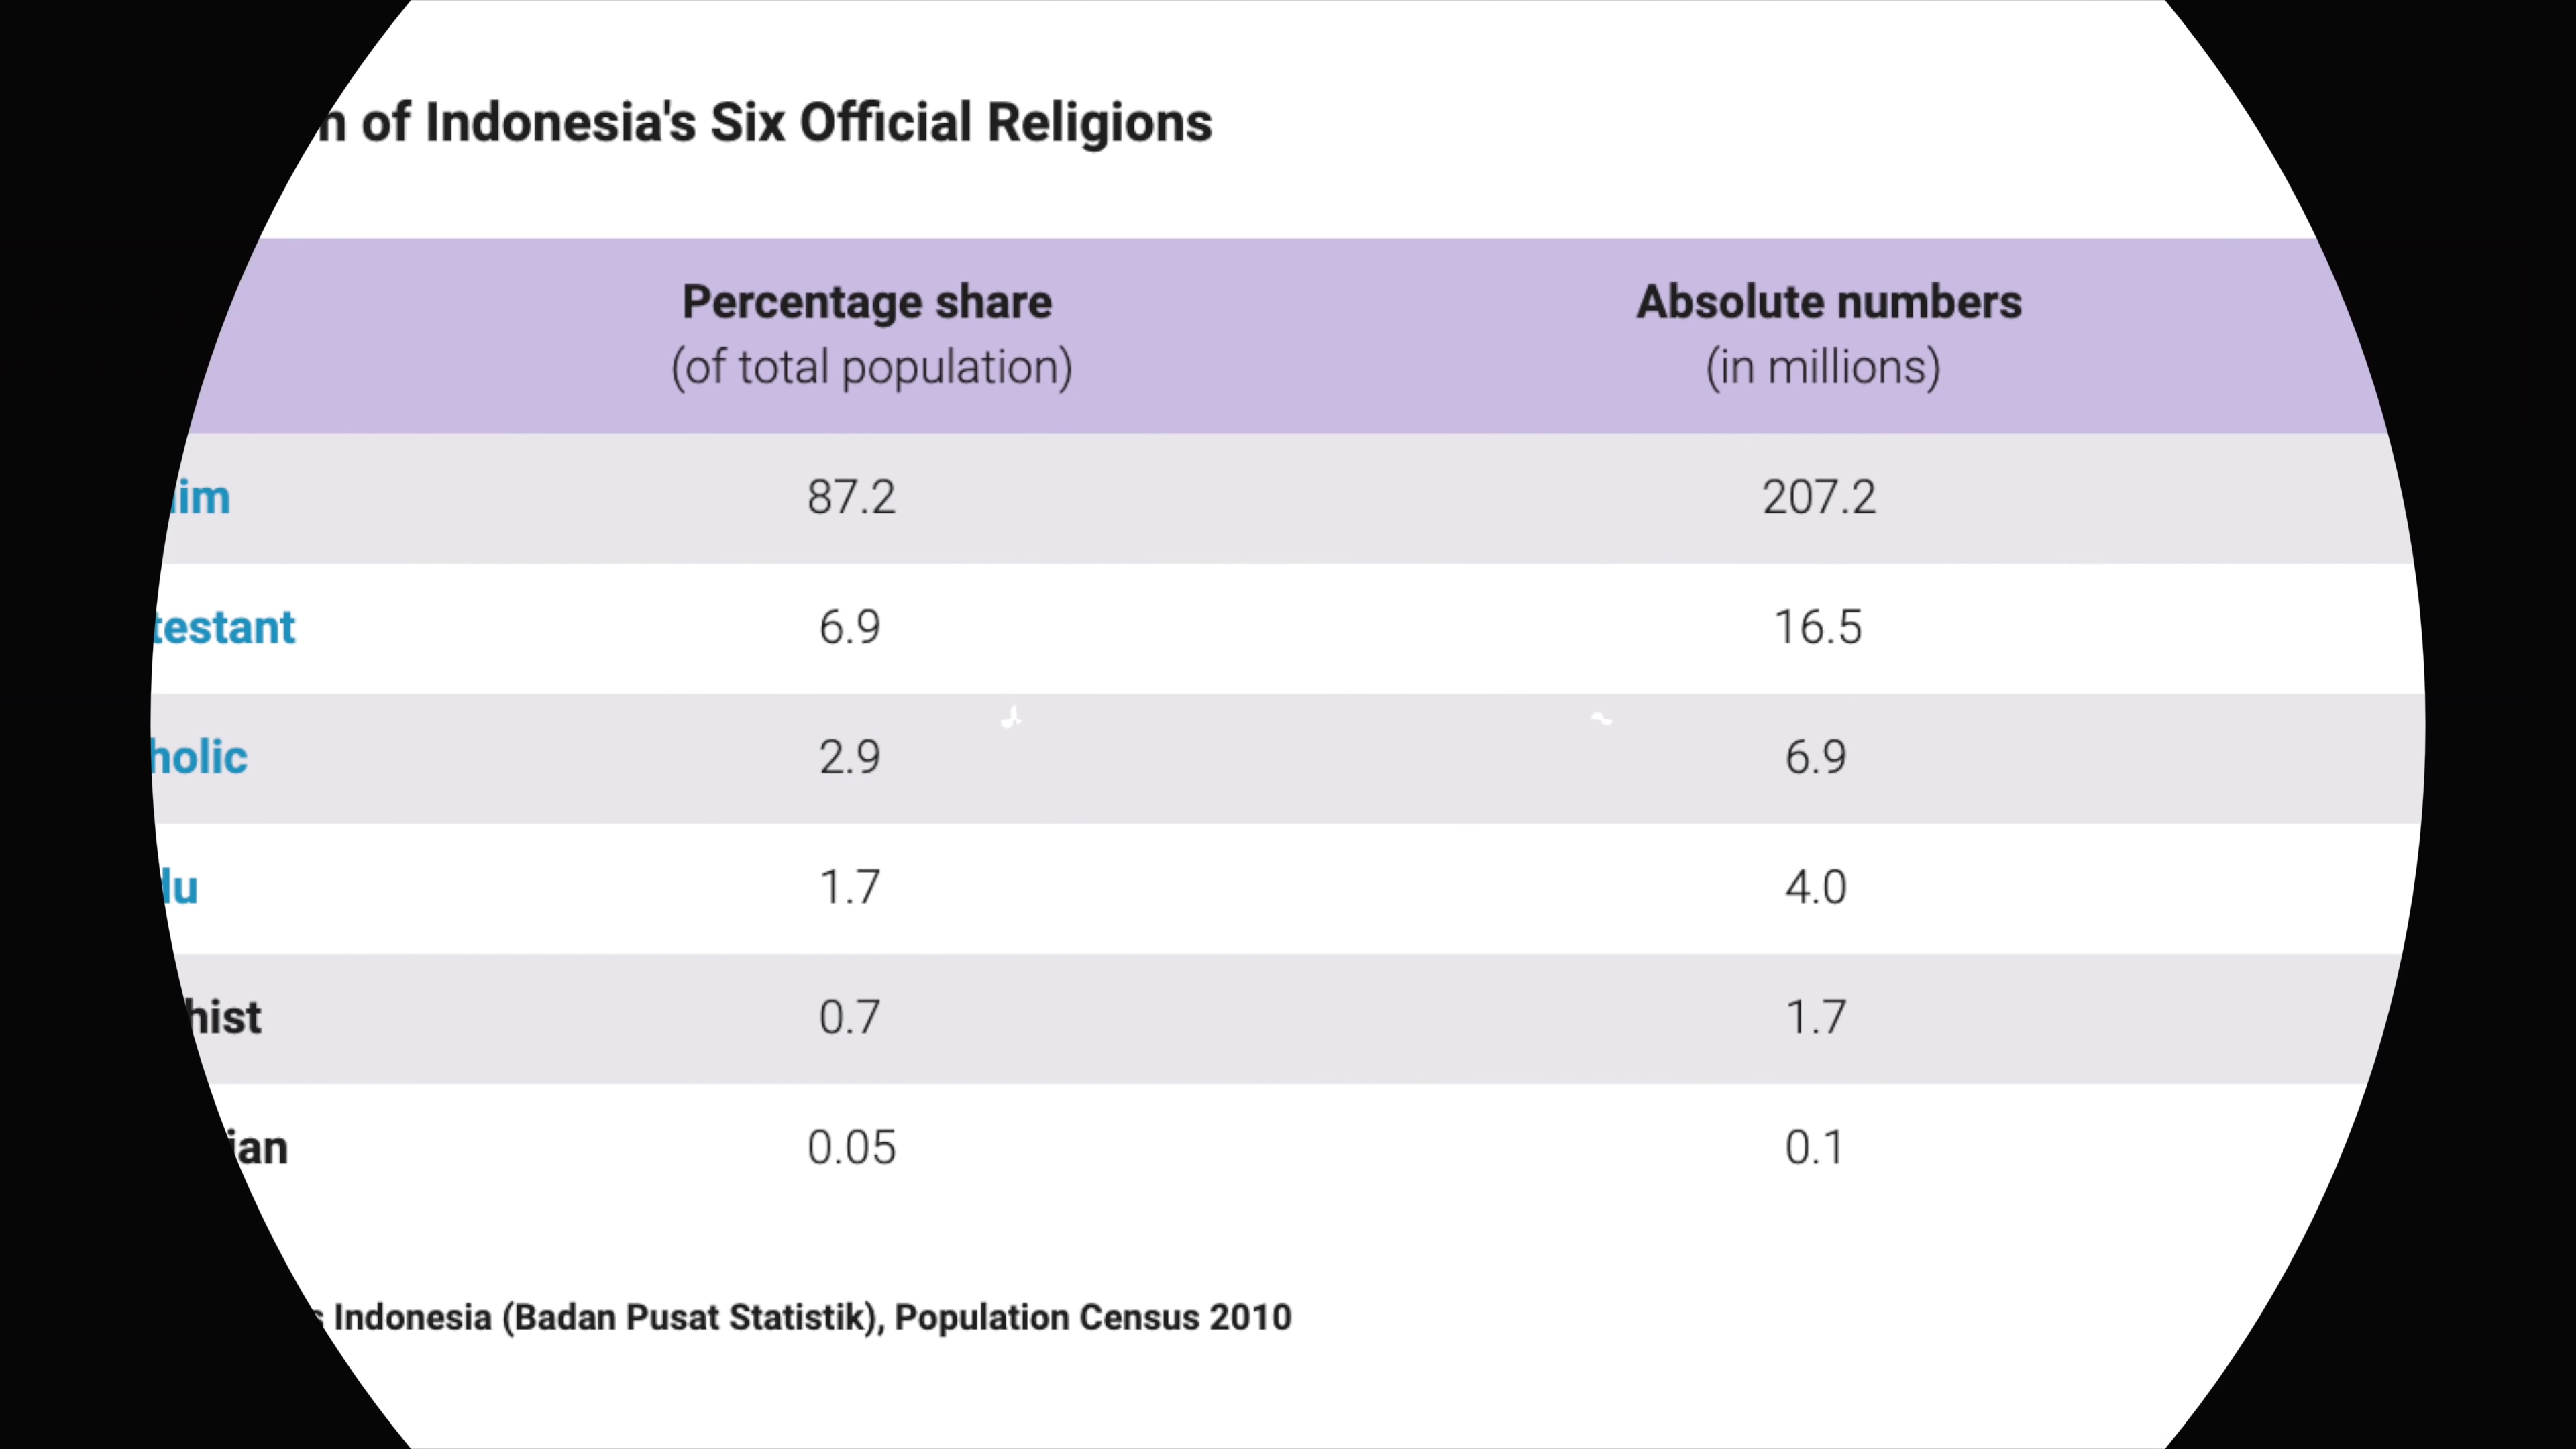 of Indonesia's Six Official Religions
Percentage share Absolute numbers
(of total population) (in millions)
87.2 207.2
testant 6.9 16.5
holic 2.9 6.9
1.7 4.0
hist 0.7 1.7
ian 0.05 0.1
Indonesia (Badan Pusat Statistik), Population Census 2010